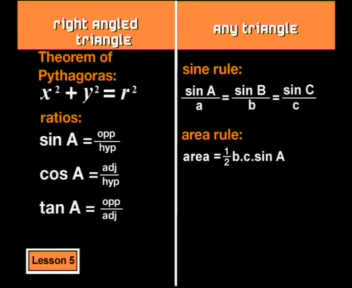 right angled
triangle
Theorem of
Pythagoras:
x² + y² = r²
ratios:
sin A = opp/hyp
cos A = adj/hyp
tan A = opp/adj
Lesson 5
any triangle
sine rule:
sin A/a = sin B/b = sin C/c
area rule:
area = ½b.c.sin A